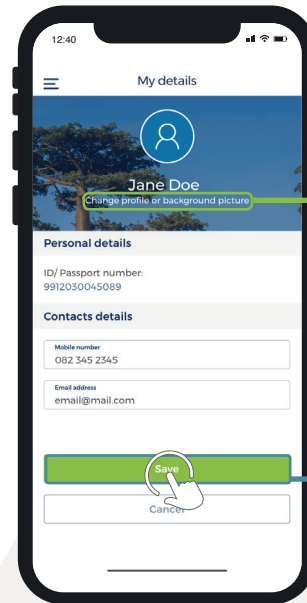 12:40
My details
Jane Doe
Change profile or background picture
Personal details
ID/ Passport number:
9912030045089
Contacts details
Mobile number
082 345 2345
Email address
email@mail.com
Save
Cancel